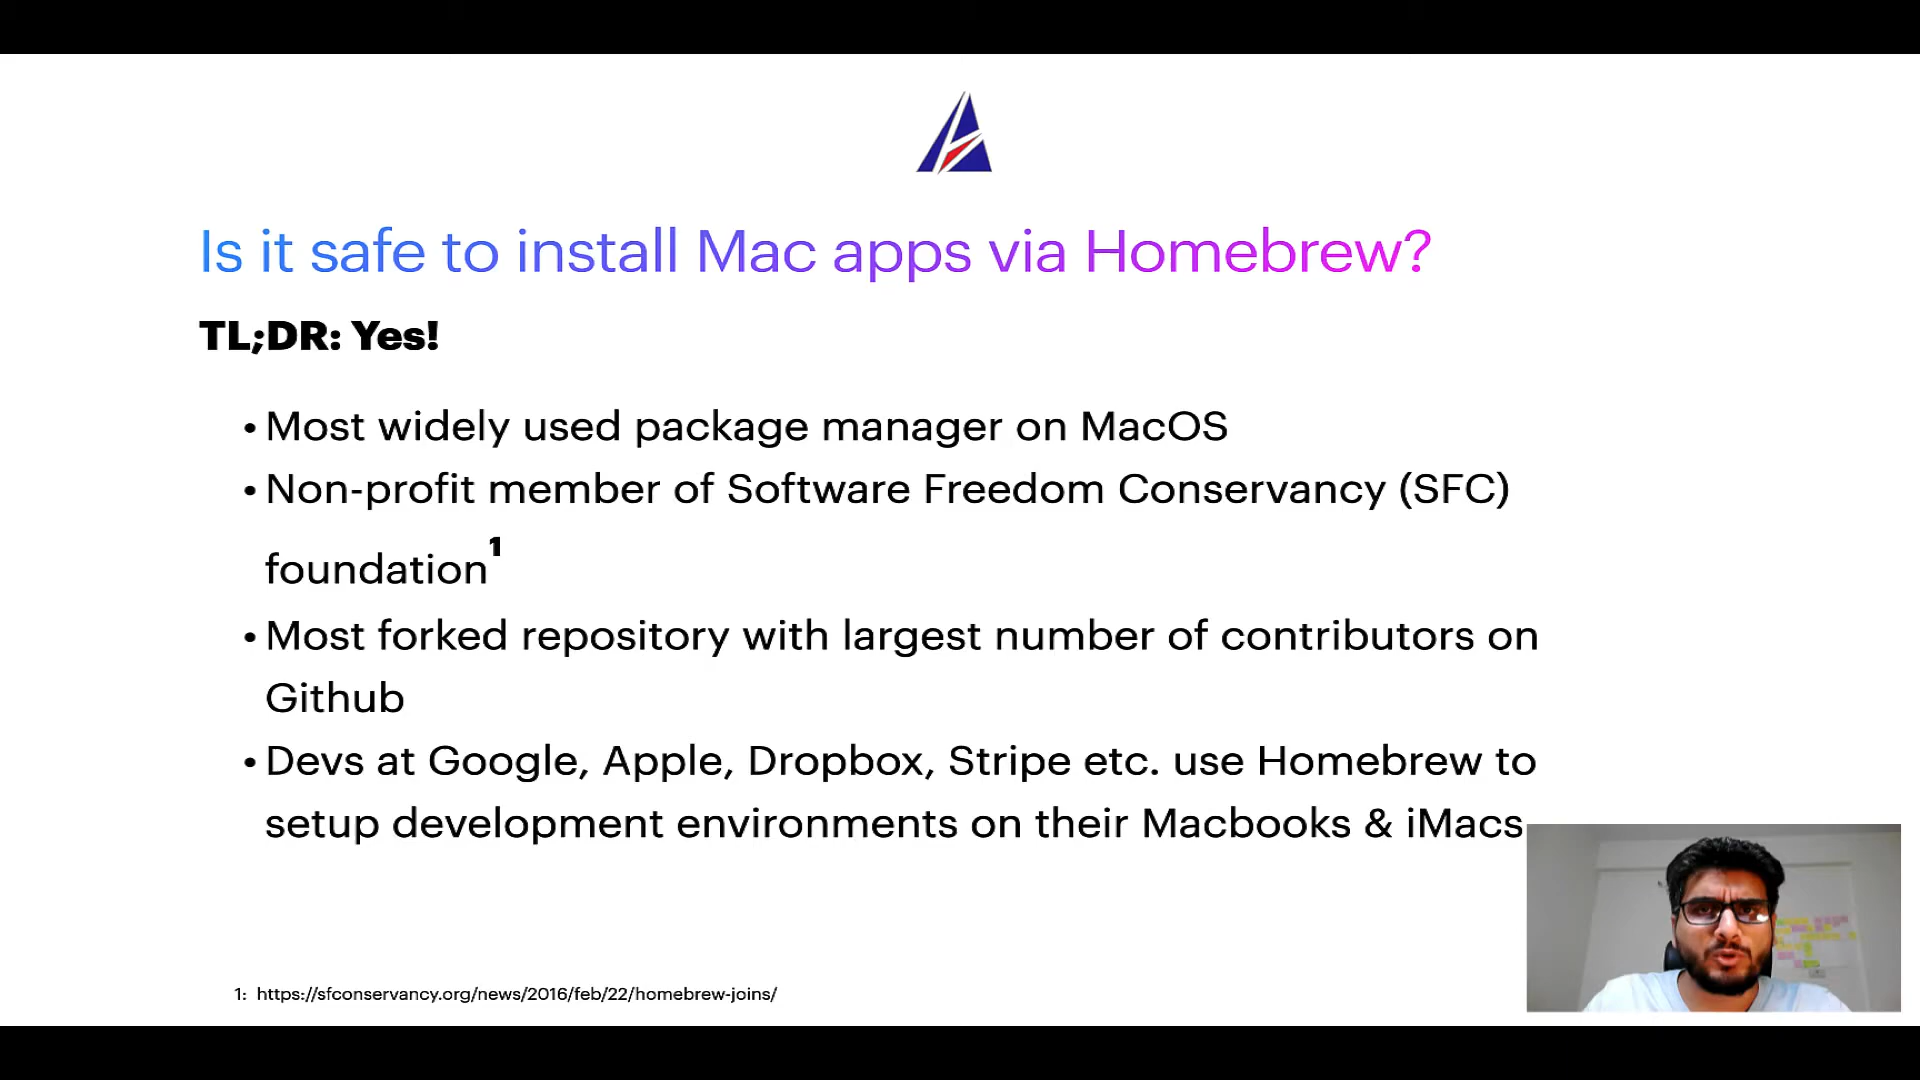 Is it safe to install Mac apps via Homebrew?
TL;DR: Yes!
• Most widely used package manager on MacOS
• Non-profit member of Software Freedom Conservancy (SFC)
foundation¹
• Most forked repository with largest number of contributors on
Github
• Devs at Google, Apple, Dropbox, Stripe etc. use Homebrew to
setup development environments on their Macbooks & iMacs
1: https://sfconservancy.org/news/2016/feb/22/homebrew-joins/